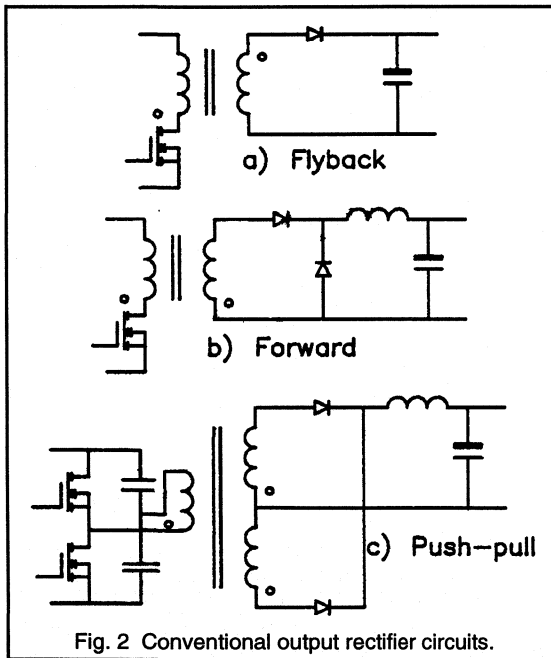 a) Flyback
b) Forward
c) Push-pull
Fig. 2 Conventional output rectifier circuits.